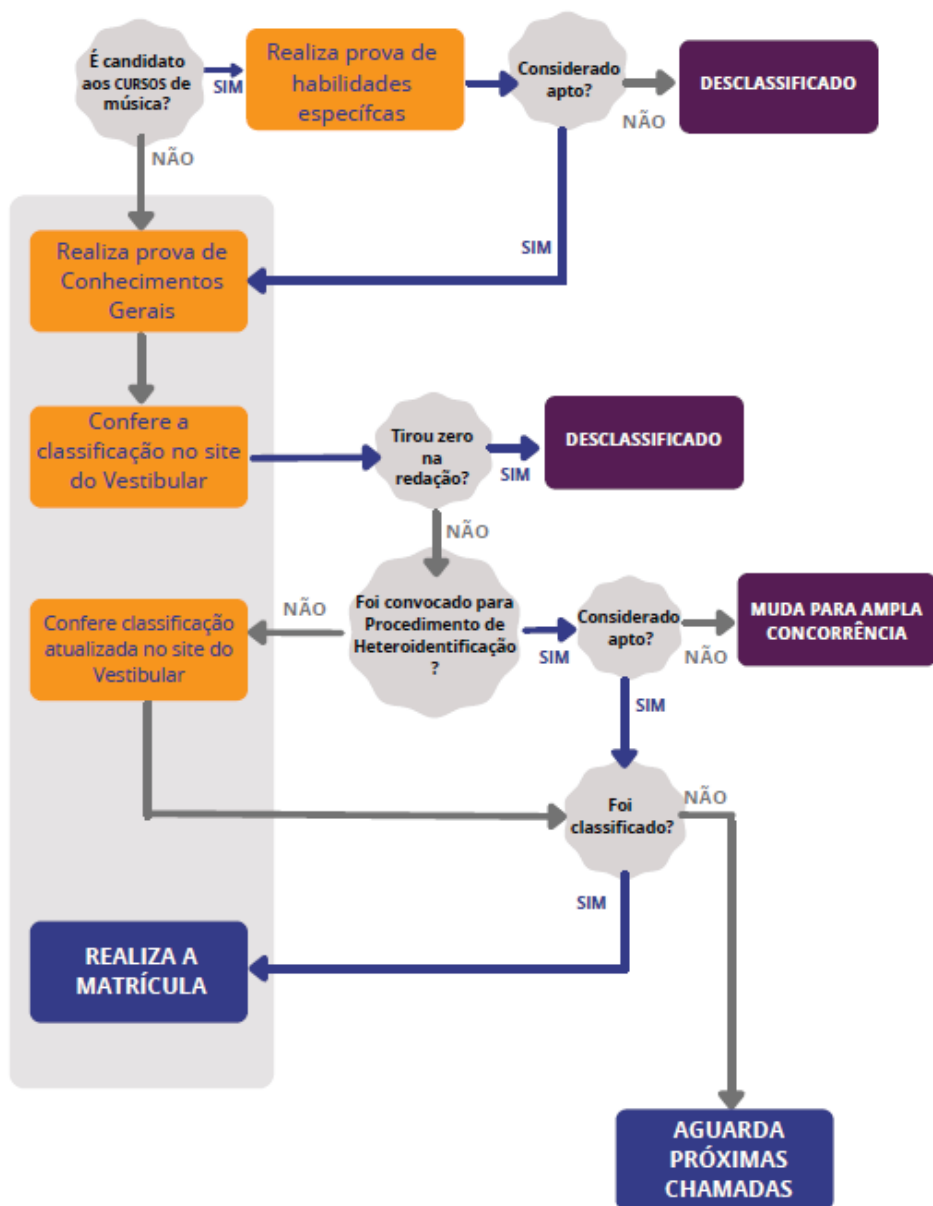 É candidato
aos CURSOS de
música?
SIM
Realiza prova de
habilidades
específcas
Considerado
apto?
NÃO
DESCLASSIFICADO
NÃO
SIM
Realiza prova de
Conhecimentos
Gerais
Confere a
classificação no site
do Vestibular
Tirou zero
na
redação?
SIM
DESCLASSIFICADO
NÃO
Foi convocado para
Procedimento de
Heteroidentificação
?
NÃO
Confere classificação
atualizada no site do
Vestibular
SIM
Considerado
apto?
NÃO
MUDA PARA AMPLA
CONCORRÊNCIA
SIM
Foi
classificado?
NÃO
SIM
REALIZA A
MATRÍCULA
AGUARDA
PRÓXIMAS
CHAMADAS